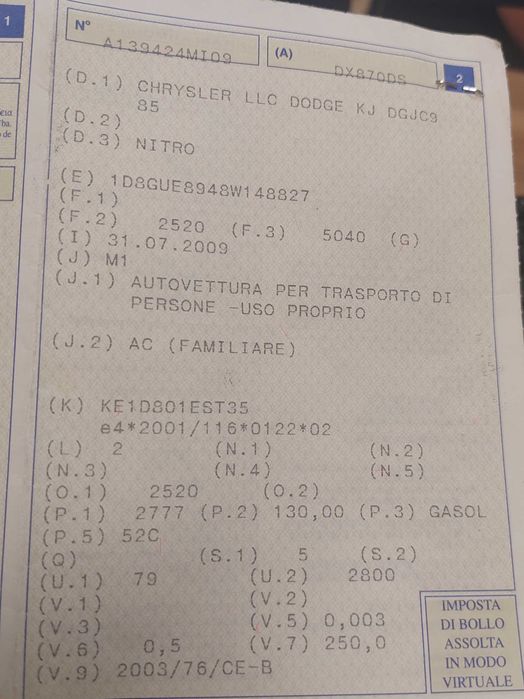 1
N° A139424MI09
(A) DX870DS
2
(D.1) CHRYSLER LLC DODGE KJ DGJC9
85
(D.2)
(D.3) NITRO
(E) 1D8GUE8948W148827
(F.1)
(F.2) 2520 (F.3) 5040 (G)
(I) 31.07.2009
(J) M1
(J.1) AUTOVETTURA PER TRASPORTO DI
PERSONE -USO PROPRIO
(J.2) AC (FAMILIARE)
(K) KE1D801EST35
e4*2001/116*0122*02
(L) 2 (N.1) (N.2)
(N.3) (N.4) (N.5)
(O.1) 2520 (O.2)
(P.1) 2777 (P.2) 130,00 (P.3) GASOL
(P.5) 52C
(Q) (S.1) 5 (S.2)
(U.1) 79 (U.2) 2800
(V.1) (V.2)
(V.3) (V.5) 0,003
(V.6) 0,5 (V.7) 250,0
(V.9) 2003/76/CE-B
IMPOSTA
DI BOLLO
ASSOLTA
IN MODO
VIRTUALE